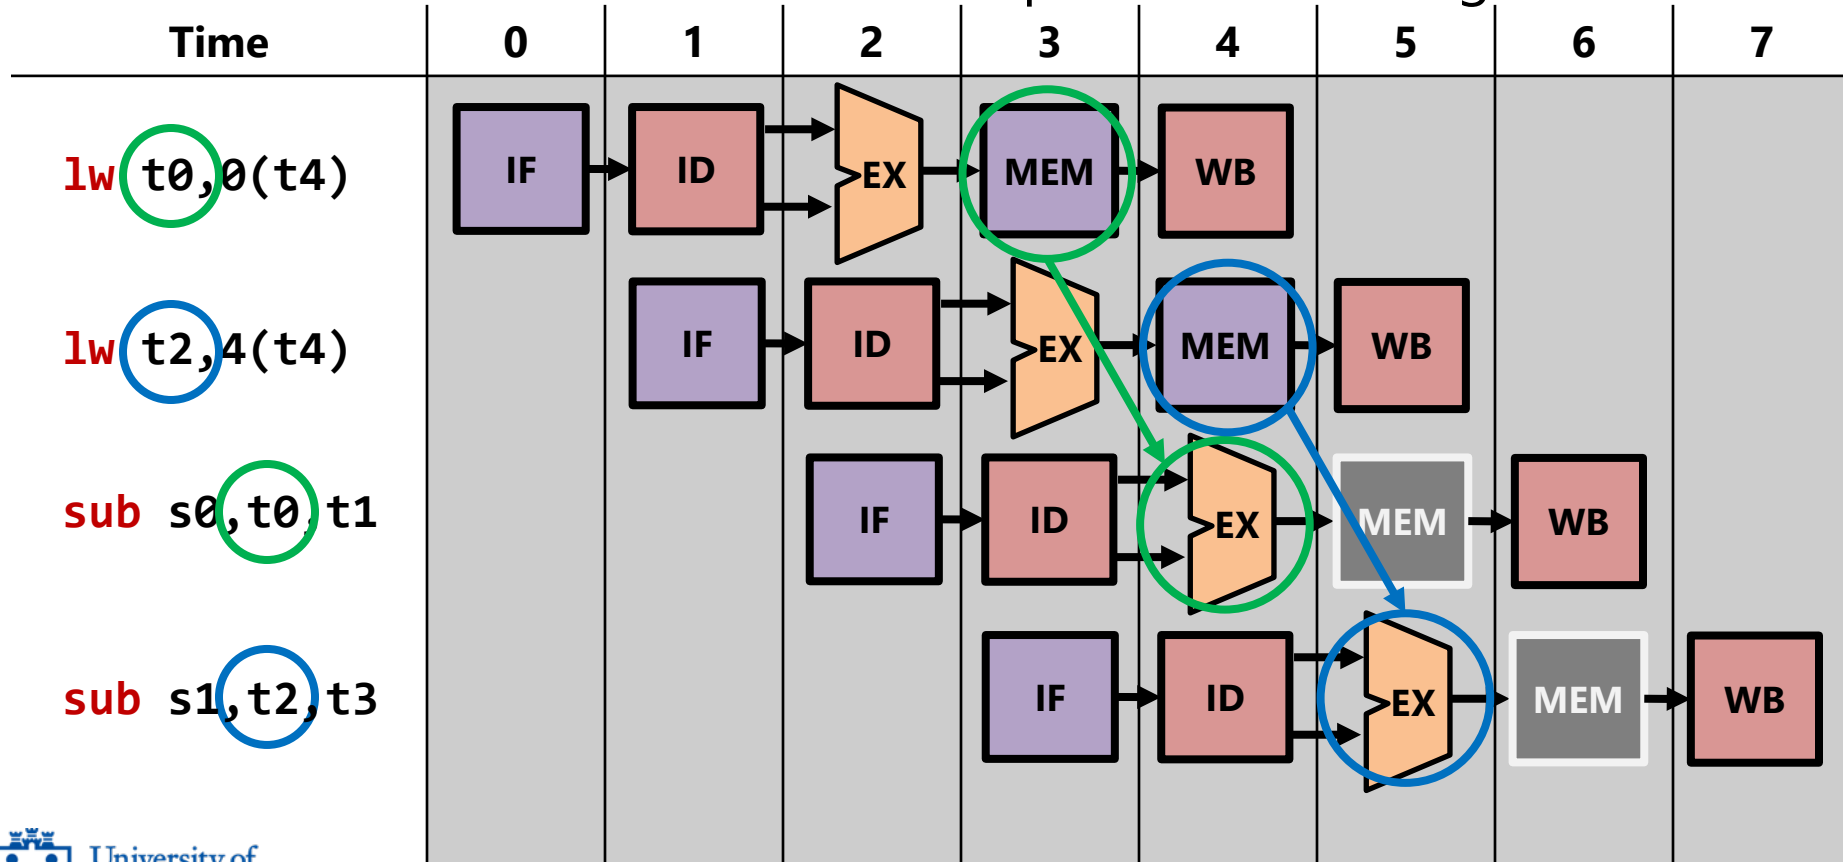 Time 0 1 2 3 4 5 6 7
lw t0,0(t4) IF ID EX MEM WB
lw t2,4(t4) IF ID EX MEM WB
sub s0,t0,t1 IF ID EX MEM WB
sub s1,t2,t3 IF ID EX MEM WB
University of